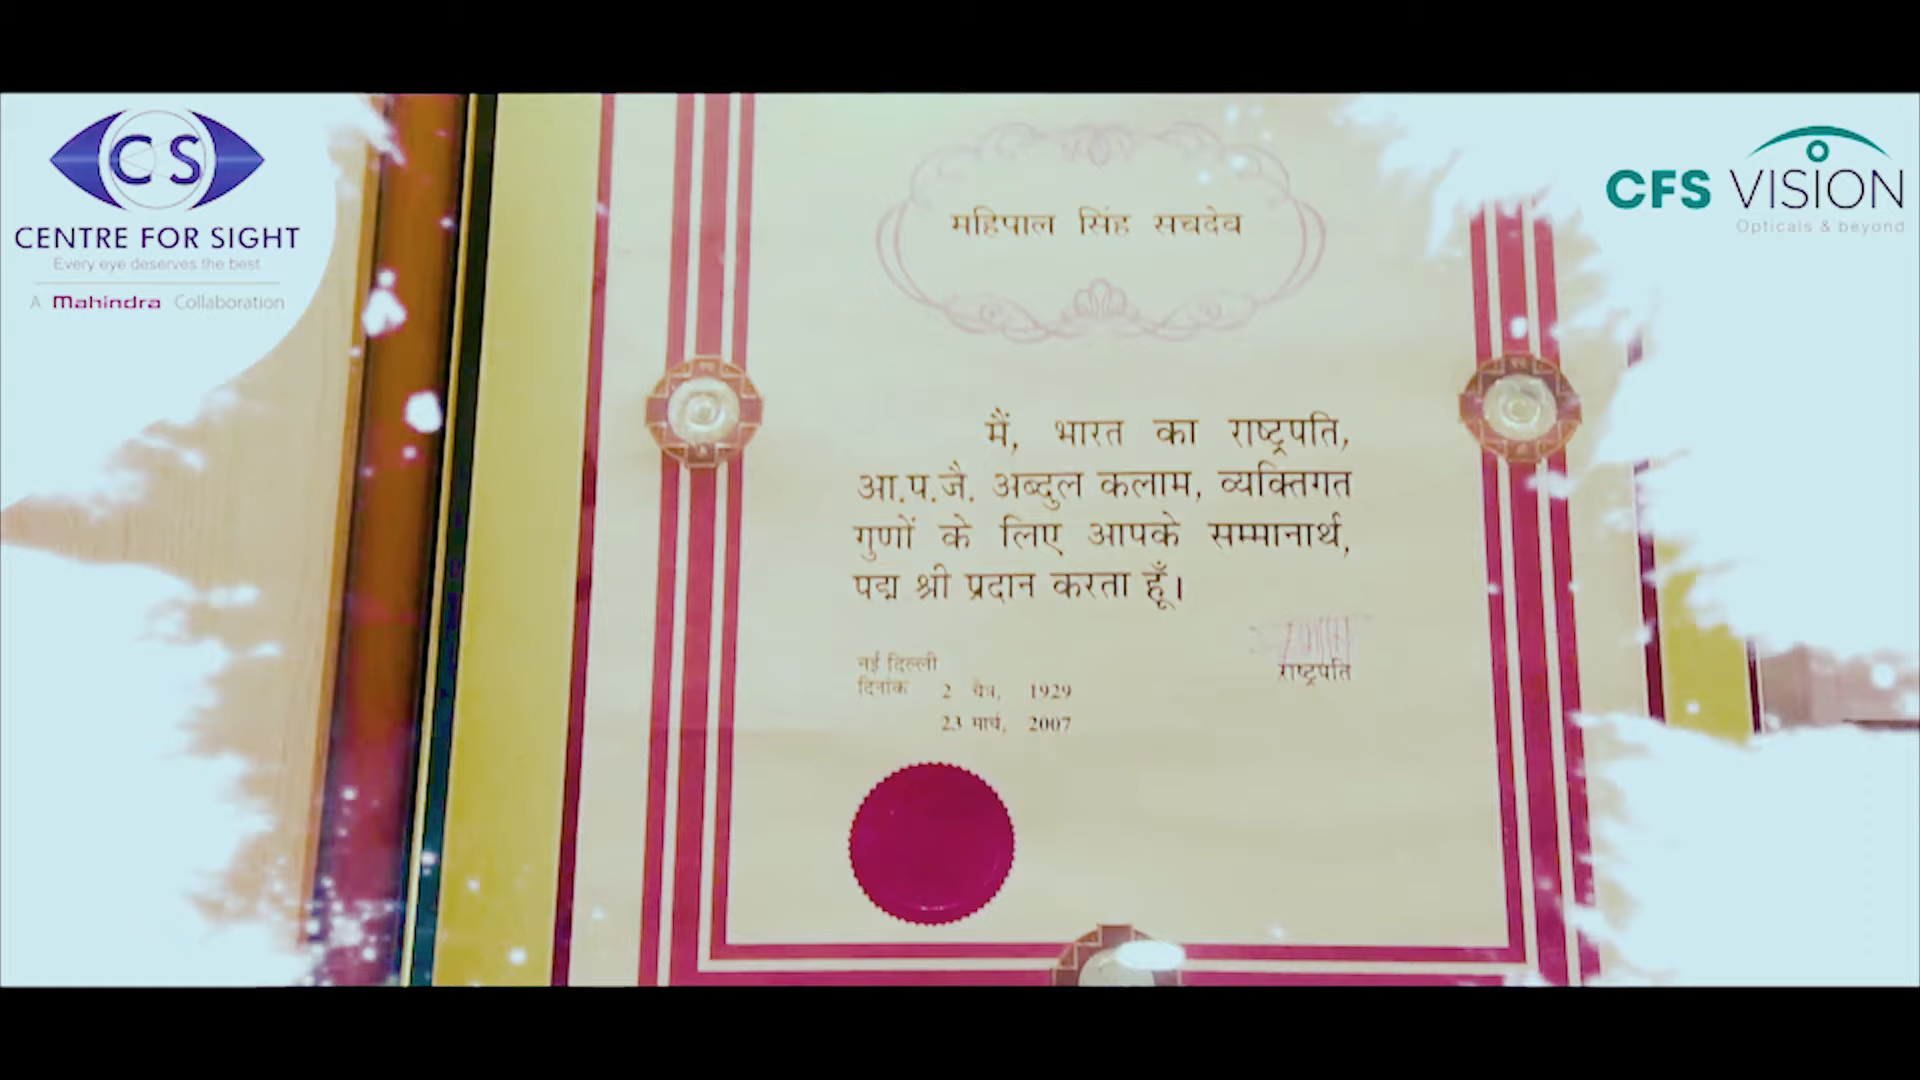 C S
CENTRE FOR SIGHT
Every eye deserves the best
A Mahindra Collaboration
CFS VISION
Opticals & beyond
महिपाल सिंह सचदेव
मैं, भारत का राष्ट्रपति,
आ.प.जै. अब्दुल कलाम, व्यक्तिगत
गुणों के लिए आपके सम्मानार्थ,
पद्म श्री प्रदान करता हूँ।
राष्ट्रपति
नई दिल्ली
दिनांक 2 चैत्र, 1929
23 मार्च, 2007